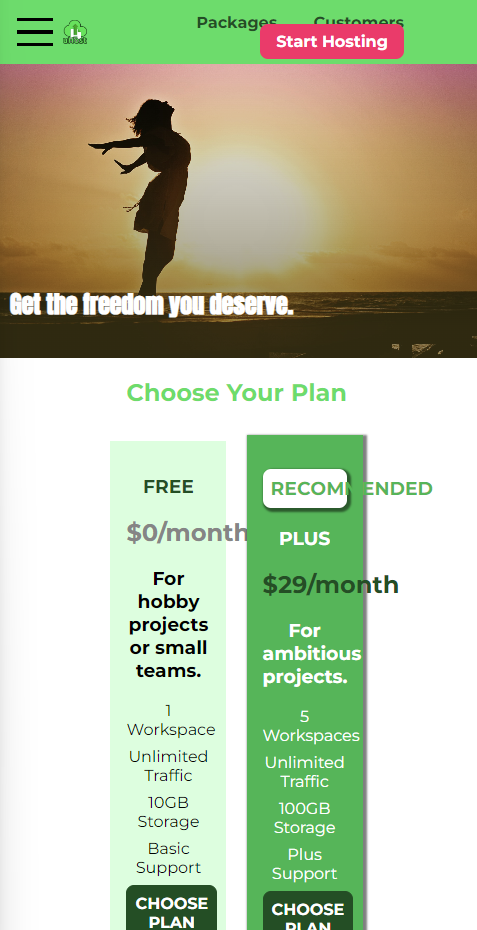 Packages Customers
Start Hosting
uHost
Get the freedom you deserve.
Choose Your Plan
FREE
$0/month
For
hobby
projects
or small
teams.
1
Workspace
Unlimited
Traffic
10GB
Storage
Basic
Support
CHOOSE
PLAN
RECOMMENDED
PLUS
$29/month
For
ambitious
projects.
5
Workspaces
Unlimited
Traffic
100GB
Storage
Plus
Support
CHOOSE
PLAN